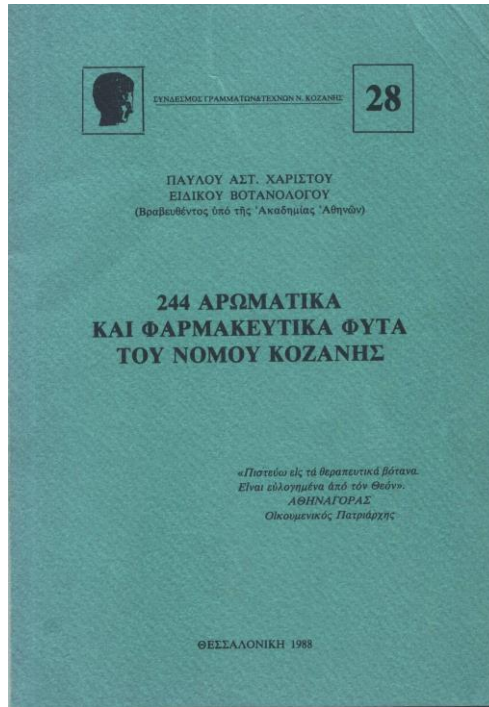 ΣΥΝΔΕΣΜΟΣ ΓΡΑΜΜΑΤΩΝ&ΤΕΧΝΩΝ Ν. ΚΟΖΑΝΗΣ
28
ΠΑΥΛΟΥ ΑΣΤ. ΧΑΡΙΣΤΟΥ
ΕΙΔΙΚΟΥ ΒΟΤΑΝΟΛΟΓΟΥ
(Βραβευθέντος ὑπό τῆς Ἀκαδημίας Ἀθηνῶν)
244 ΑΡΩΜΑΤΙΚΑ
ΚΑΙ ΦΑΡΜΑΚΕΥΤΙΚΑ ΦΥΤΑ
ΤΟΥ ΝΟΜΟΥ ΚΟΖΑΝΗΣ
«Πιστεύω εἰς τά θεραπευτικά βότανα.
Εἶναι εὐλογημένα ἀπό τόν Θεόν».
ΑΘΗΝΑΓΟΡΑΣ
Οἰκουμενικός Πατριάρχης
ΘΕΣΣΑΛΟΝΙΚΗ 1988